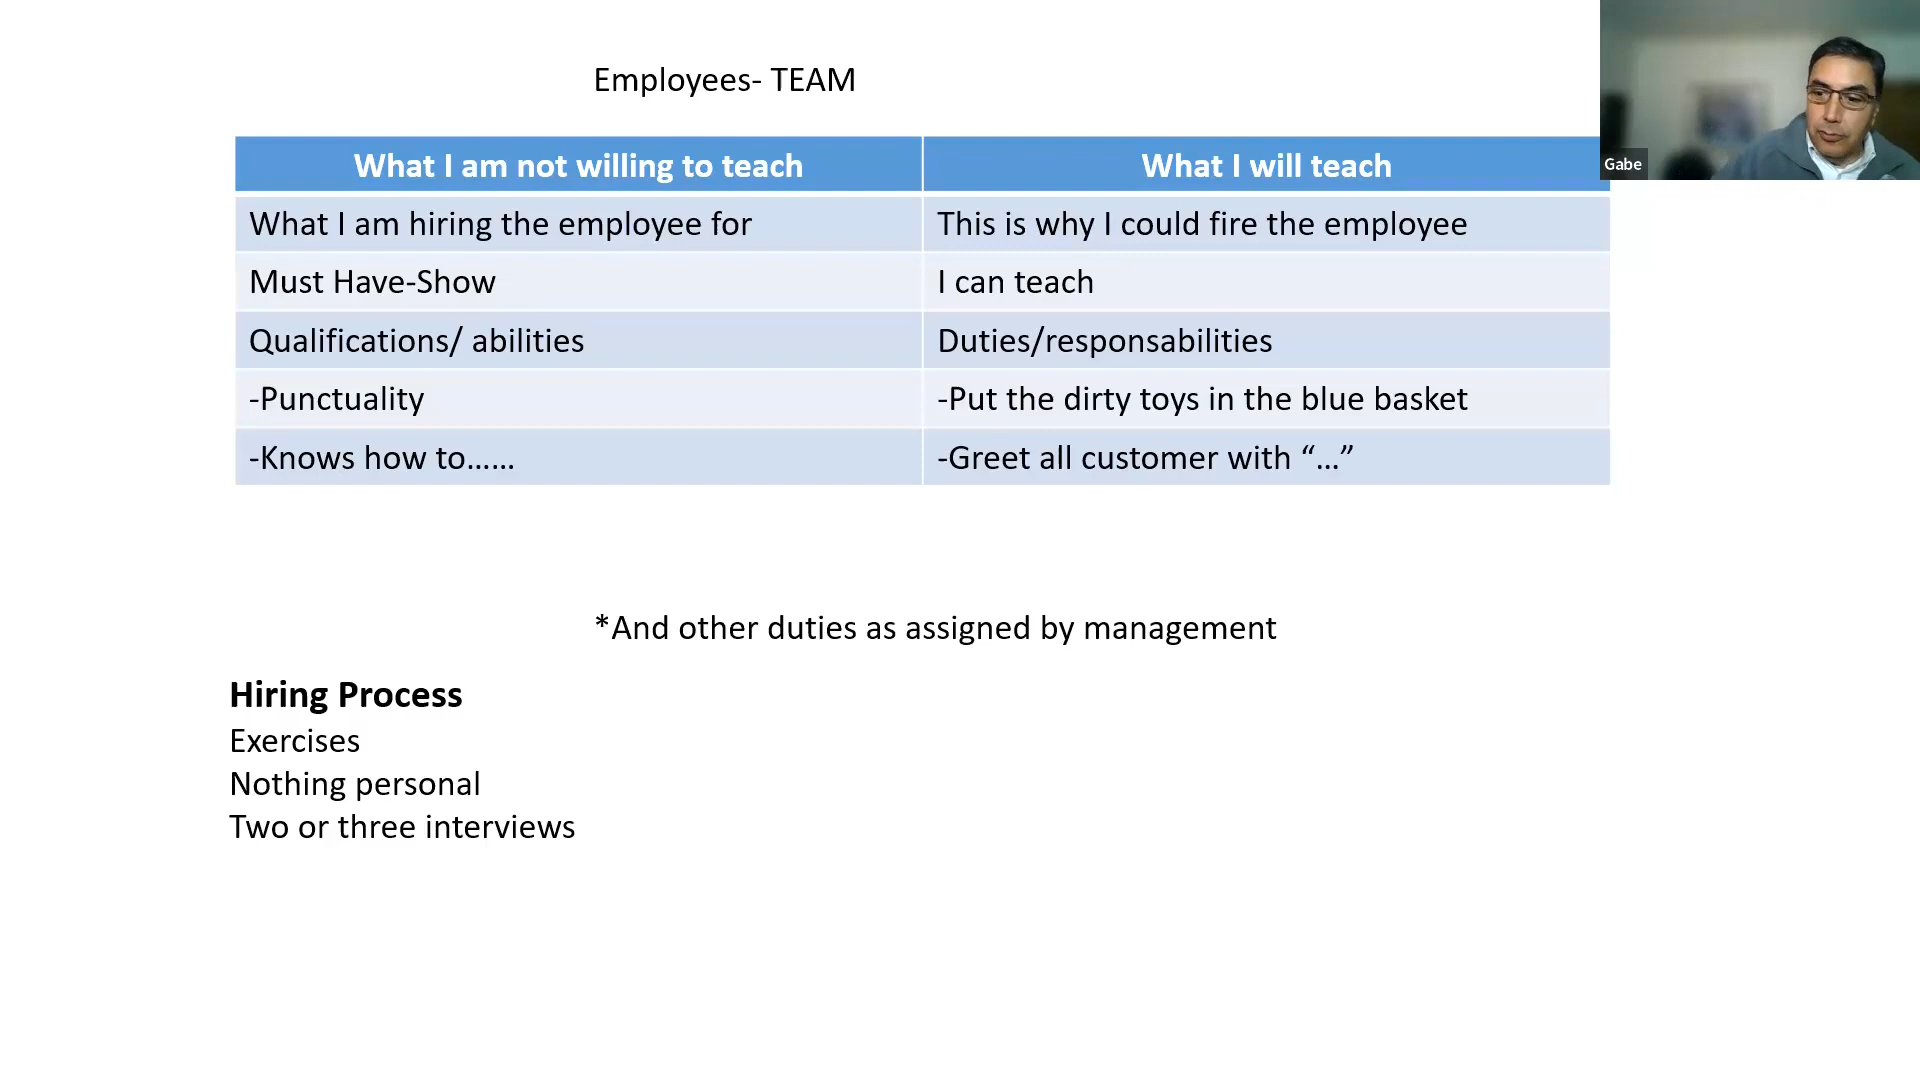 Employees- TEAM
What I am not willing to teach
What I will teach
What I am hiring the employee for
This is why I could fire the employee
Must Have-Show
I can teach
Qualifications/ abilities
Duties/responsabilities
-Punctuality
-Put the dirty toys in the blue basket
-Knows how to……
-Greet all customer with “…”
*And other duties as assigned by management
Hiring Process
Exercises
Nothing personal
Two or three interviews
Gabe